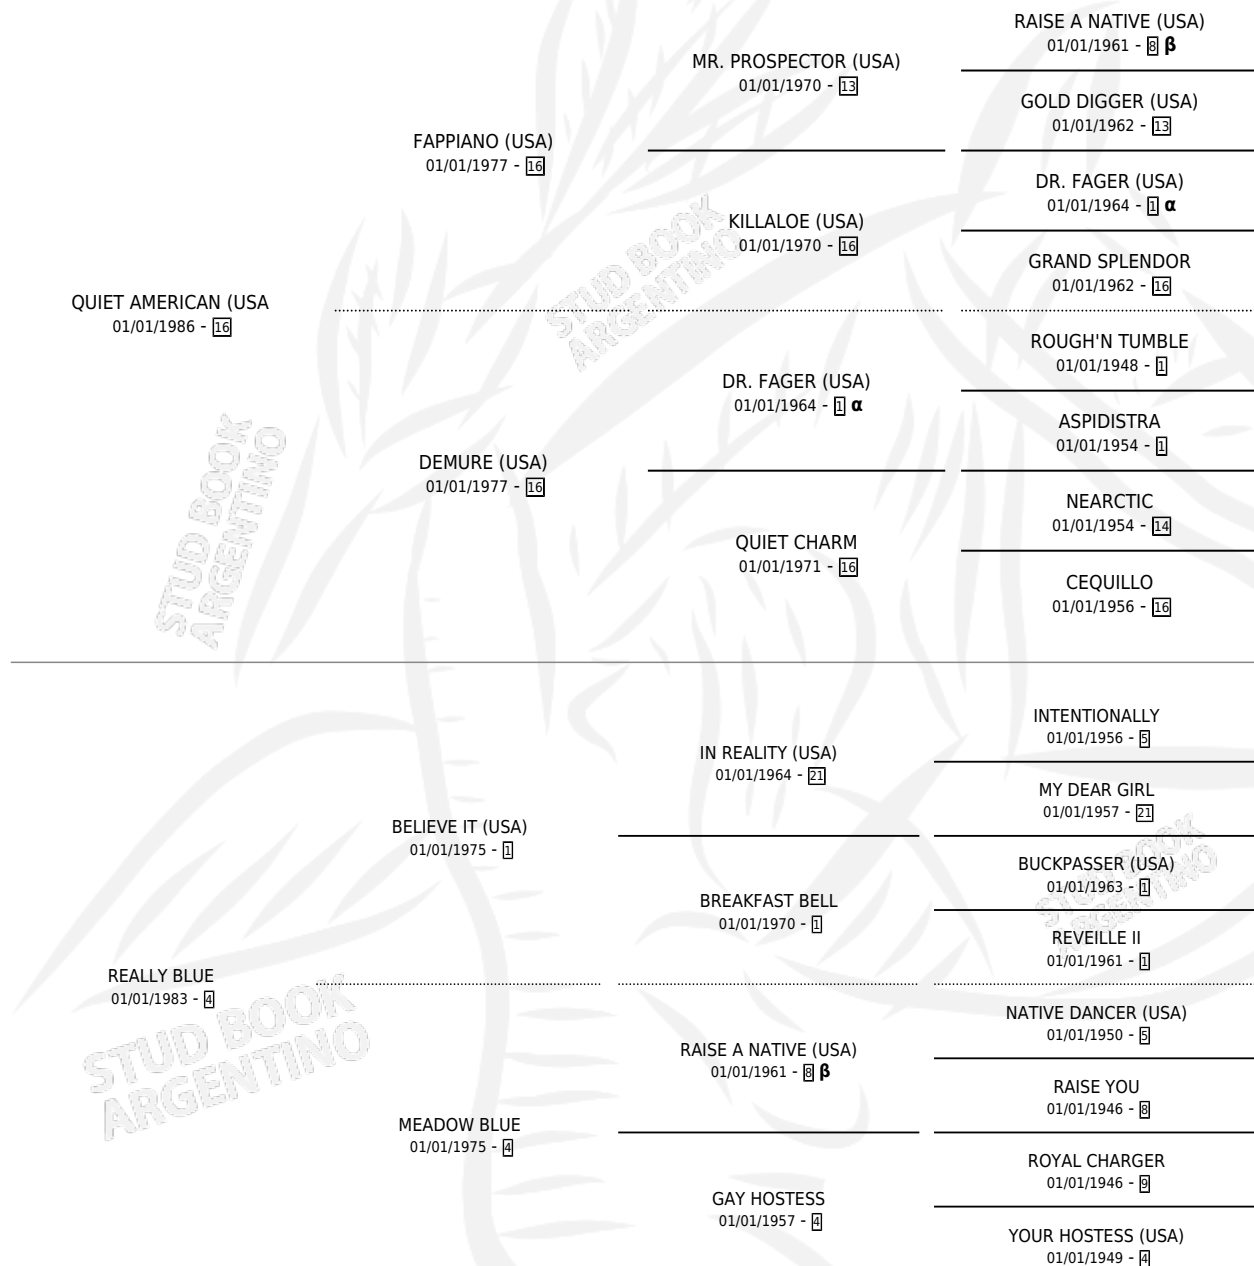 RAISE A NATIVE (USA)
01/01/1961 - 8 β
MR. PROSPECTOR (USA)
01/01/1970 - 13
GOLD DIGGER (USA)
01/01/1962 - 13
FAPPIANO (USA)
01/01/1977 - 16
DR. FAGER (USA)
01/01/1964 - 1 α
KILLALOE (USA)
01/01/1970 - 16
GRAND SPLENDOR
01/01/1962 - 16
QUIET AMERICAN (USA
01/01/1986 - 16
ROUGH'N TUMBLE
01/01/1948 - 1
DR. FAGER (USA)
01/01/1964 - 1 α
ASPIDISTRA
01/01/1954 - 1
DEMURE (USA)
01/01/1977 - 16
NEARCTIC
01/01/1954 - 14
QUIET CHARM
01/01/1971 - 16
CEQUILLO
01/01/1956 - 16
INTENTIONALLY
01/01/1956 - 5
IN REALITY (USA)
01/01/1964 - 21
MY DEAR GIRL
01/01/1957 - 21
BELIEVE IT (USA)
01/01/1975 - 1
BUCKPASSER (USA)
01/01/1963 - 1
BREAKFAST BELL
01/01/1970 - 1
REVEILLE II
01/01/1961 - 1
REALLY BLUE
01/01/1983 - 4
NATIVE DANCER (USA)
01/01/1950 - 5
RAISE A NATIVE (USA)
01/01/1961 - 8 β
RAISE YOU
01/01/1946 - 8
MEADOW BLUE
01/01/1975 - 4
ROYAL CHARGER
01/01/1946 - 9
GAY HOSTESS
01/01/1957 - 4
YOUR HOSTESS (USA)
01/01/1949 - 4
STUD BOOK
ARGENTINO
STUD BOOK
ARGENTINO
STUD BOOK
ARGENTINO
STUD BOOK
ARGENTINO